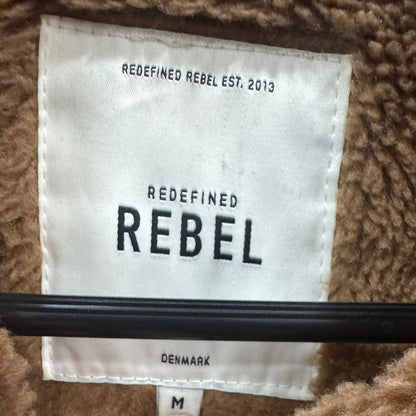 REDEFINED REBEL EST. 2013
REDEFINED
REBEL
DENMARK
M